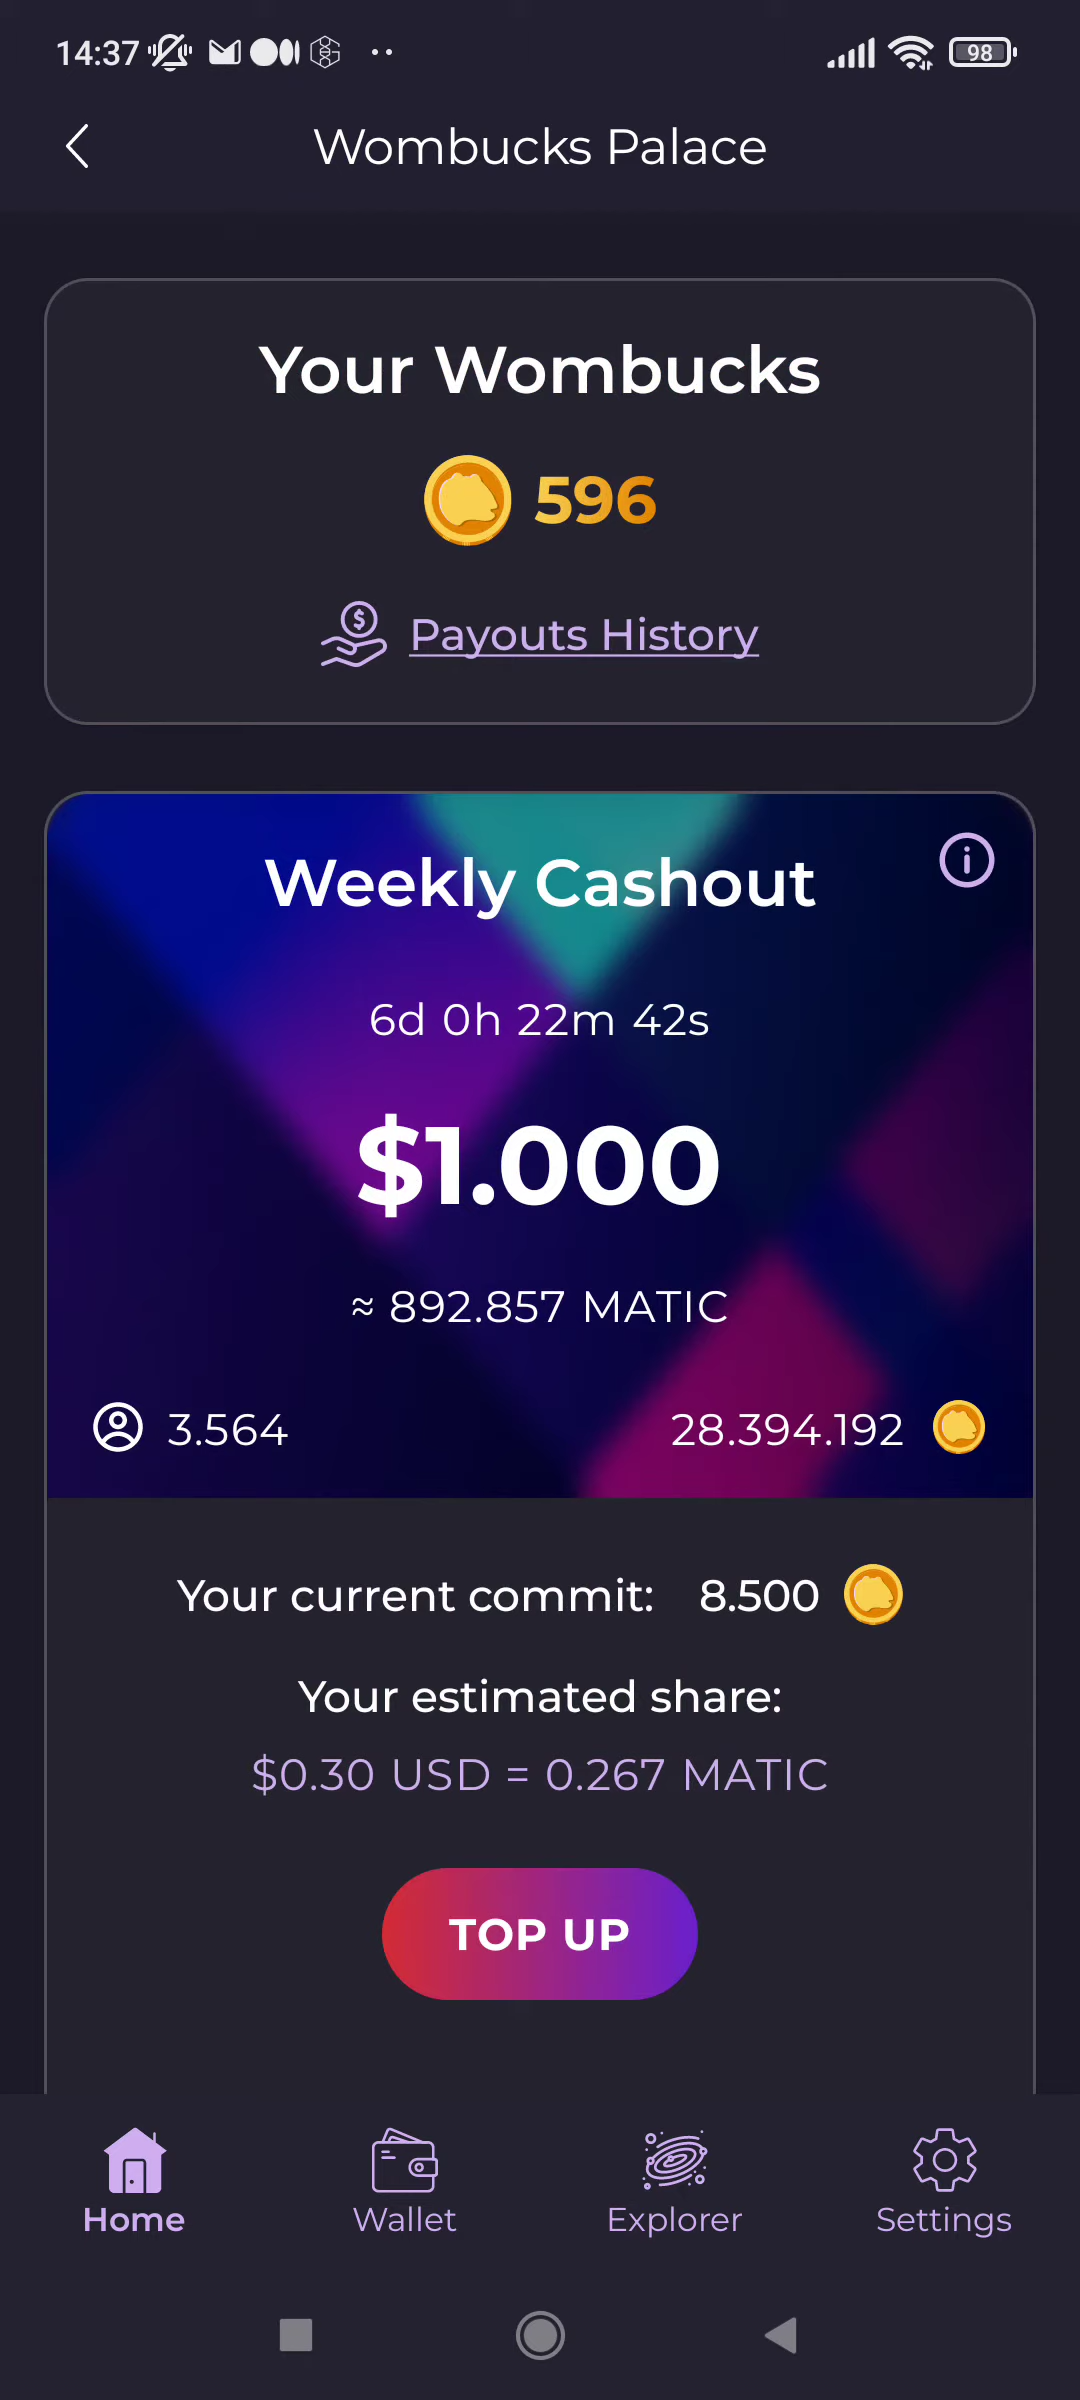 14:37
98
Wombucks Palace
Your Wombucks
596
Payouts History
Weekly Cashout
6d 0h 22m 42s
$1.000
≈ 892.857 MATIC
3.564
28.394.192
Your current commit: 8.500
Your estimated share:
$0.30 USD = 0.267 MATIC
TOP UP
Home
Wallet
Explorer
Settings